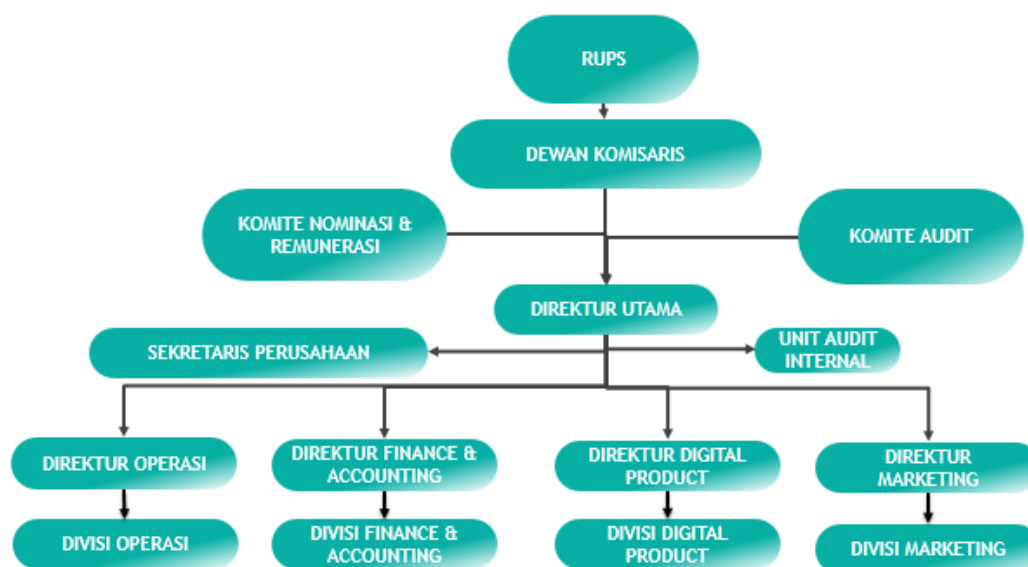 RUPS
DEWAN KOMISARIS
KOMITE NOMINASI &
REMUNERASI
KOMITE AUDIT
DIREKTUR UTAMA
SEKRETARIS PERUSAHAAN
UNIT AUDIT
INTERNAL
DIREKTUR OPERASI
DIREKTUR FINANCE &
ACCOUNTING
DIREKTUR DIGITAL
PRODUCT
DIREKTUR
MARKETING
DIVISI OPERASI
DIVISI FINANCE &
ACCOUNTING
DIVISI DIGITAL
PRODUCT
DIVISI MARKETING